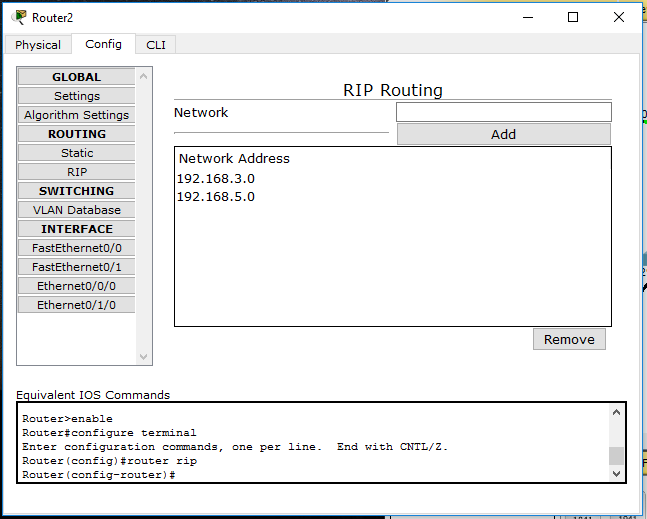 Router2
Physical
Config
CLI
GLOBAL
Settings
Algorithm Settings
ROUTING
Static
RIP
SWITCHING
VLAN Database
INTERFACE
FastEthernet0/0
FastEthernet0/1
Ethernet0/0/0
Ethernet0/1/0
RIP Routing
Network
Add
Network Address
192.168.3.0
192.168.5.0
Remove
Equivalent IOS Commands
Router>enable
Router#configure terminal
Enter configuration commands, one per line.  End with CNTL/Z.
Router(config)#router rip
Router(config-router)#